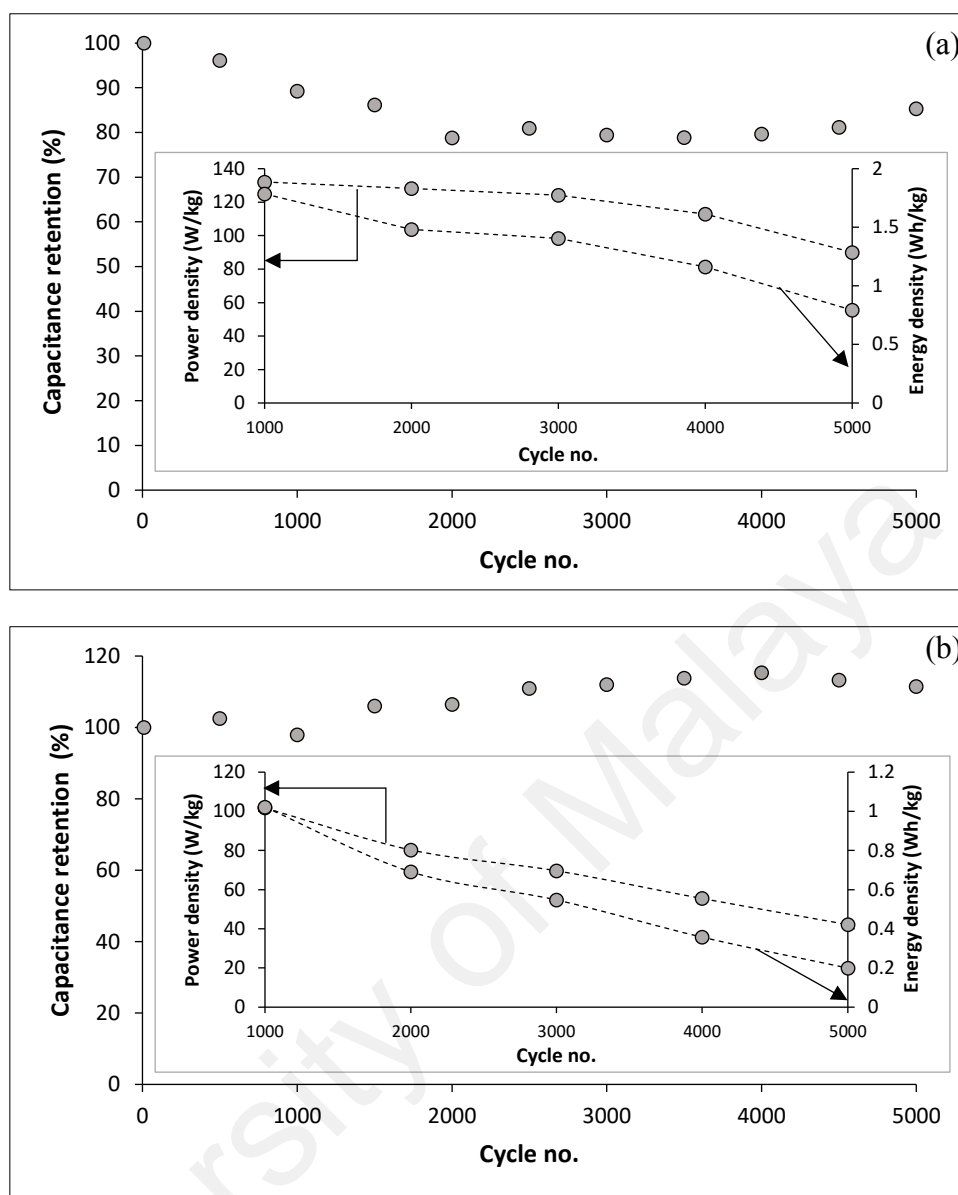 (a)
100
90
80
70
60
50
40
30
20
10
0
Capacitance retention (%)
0 1000 2000 3000 4000 5000
Cycle no.
140
120
100
80
60
40
20
0
Power density (W/kg)
2
1.5
1
0.5
0
Energy density (Wh/kg)
1000 2000 3000 4000 5000
Cycle no.
(b)
120
100
80
60
40
20
0
Capacitance retention (%)
0 1000 2000 3000 4000 5000
Cycle no.
120
100
80
60
40
20
0
Power density (W/kg)
1.2
1
0.8
0.6
0.4
0.2
0
Energy density (Wh/kg)
1000 2000 3000 4000 5000
Cycle no.
rsity of Malaya